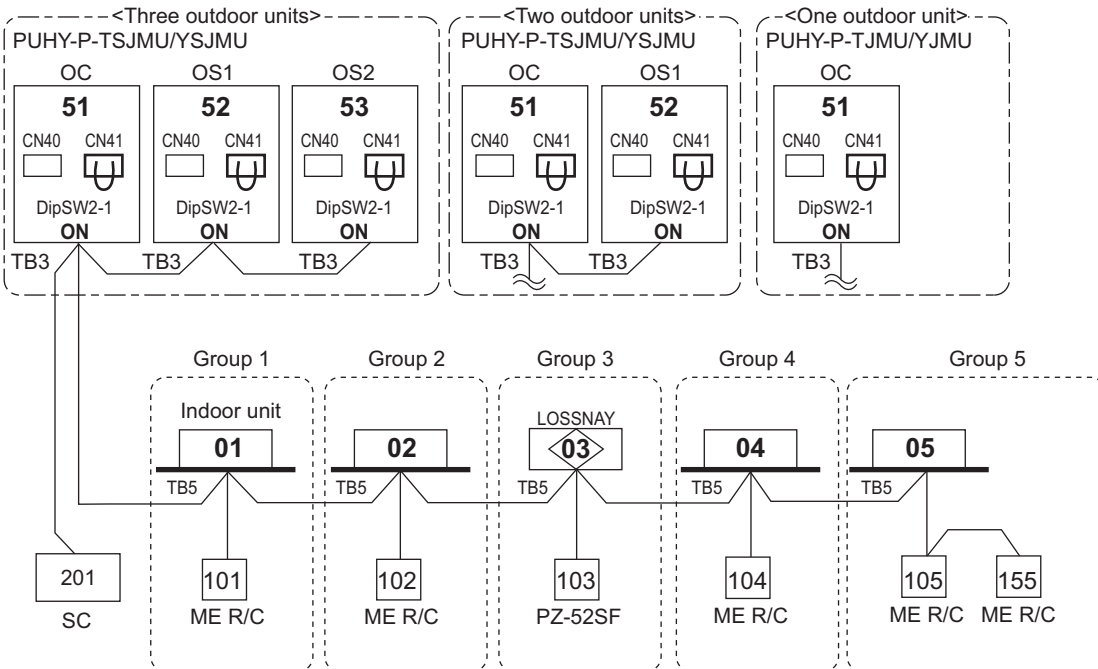 <Three outdoor units> <Two outdoor units> <One outdoor unit>
PUHY-P-TSJMU/YSJMU PUHY-P-TSJMU/YSJMU PUHY-P-TJMU/YJMU
OC OS1 OS2 OC OS1 OC
51 52 53 51 52 51
CN40 CN41 CN40 CN41 CN40 CN41 CN40 CN41 CN40 CN41 CN40 CN41
DipSW2-1 DipSW2-1 DipSW2-1 DipSW2-1 DipSW2-1 DipSW2-1
ON ON ON ON ON ON
TB3 TB3 TB3 TB3 TB3 TB3
Group 1 Group 2 Group 3 Group 4 Group 5
Indoor unit LOSSNAY
01 02 03 04 05
TB5 TB5 TB5 TB5 TB5
201 101 102 103 104 105 155
SC ME R/C ME R/C PZ-52SF ME R/C ME R/C ME R/C